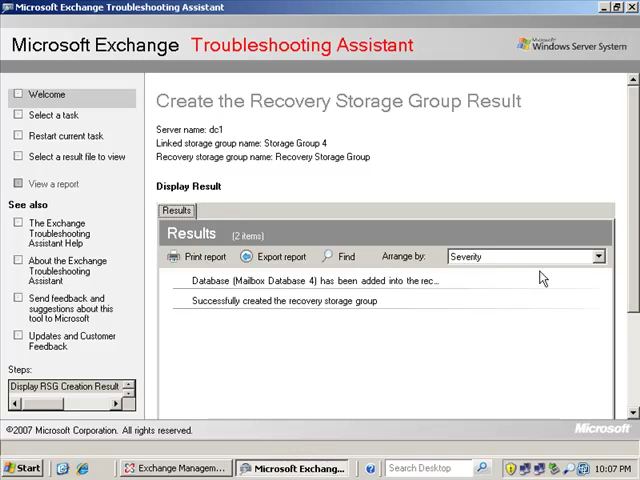 Microsoft Exchange Troubleshooting Assistant
Microsoft Exchange Troubleshooting Assistant
Microsoft
Windows Server System
Welcome
Select a task
Restart current task
Select a result file to view
View a report
See also
The Exchange
Troubleshooting
Assistant Help
About the Exchange
Troubleshooting
Assistant
Send feedback and
suggestions about this
tool to Microsoft
Updates and Customer
Feedback
Steps:
Display RSG Creation Result
Create the Recovery Storage Group Result
Server name: dc1
Linked storage group name: Storage Group 4
Recovery storage group name: Recovery Storage Group
Display Result
Results
Results (2 items)
Print report Export report Find Arrange by: Severity
Database (Mailbox Database 4) has been added into the rec...
Successfully created the recovery storage group
©2007 Microsoft Corporation. All rights reserved.
Microsoft
Start Exchange Managem... Microsoft Exchang... Search Desktop 10:07 PM